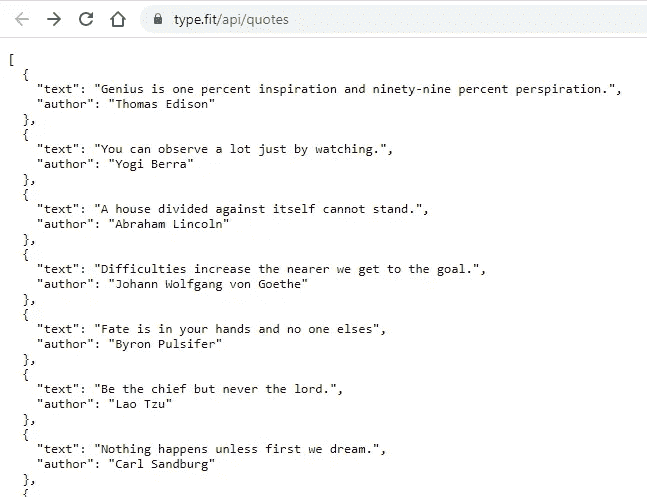 type.fit/api/quotes
[
  {
    "text": "Genius is one percent inspiration and ninety-nine percent perspiration.",
    "author": "Thomas Edison"
  },
  {
    "text": "You can observe a lot just by watching.",
    "author": "Yogi Berra"
  },
  {
    "text": "A house divided against itself cannot stand.",
    "author": "Abraham Lincoln"
  },
  {
    "text": "Difficulties increase the nearer we get to the goal.",
    "author": "Johann Wolfgang von Goethe"
  },
  {
    "text": "Fate is in your hands and no one elses",
    "author": "Byron Pulsifer"
  },
  {
    "text": "Be the chief but never the lord.",
    "author": "Lao Tzu"
  },
  {
    "text": "Nothing happens unless first we dream.",
    "author": "Carl Sandburg"
  },
  {